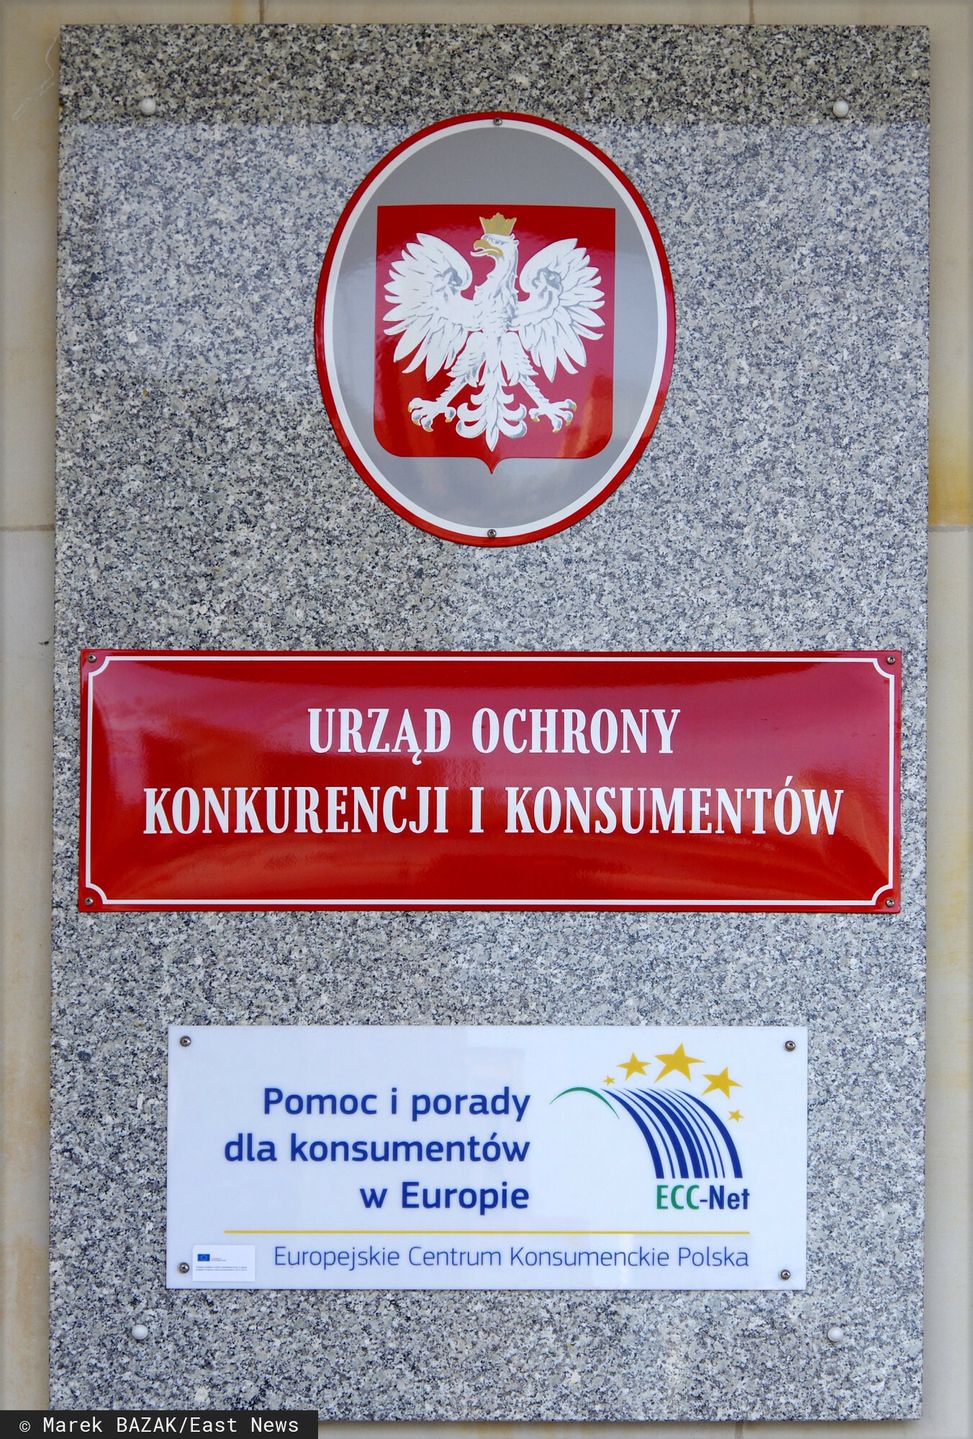 URZĄD OCHRONY
KONKURENCJI I KONSUMENTÓW
Pomoc i porady
dla konsumentów
w Europie
ECC-Net
Europejskie Centrum Konsumenckie Polska
© Marek BAZAK/East News